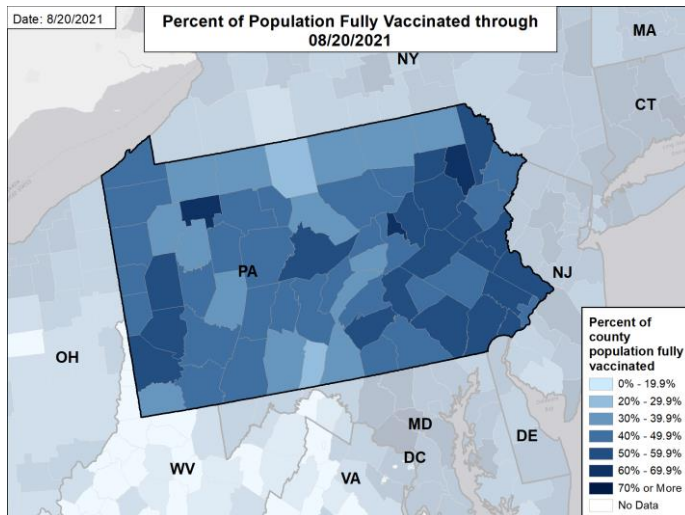 Date: 8/20/2021
Percent of Population Fully Vaccinated through
08/20/2021
NY
MA
CT
PA
NJ
OH
MD
DE
WV
DC
VA
Percent of
county
population fully
vaccinated
0% - 19.9%
20% - 29.9%
30% - 39.9%
40% - 49.9%
50% - 59.9%
60% - 69.9%
70% or More
No Data